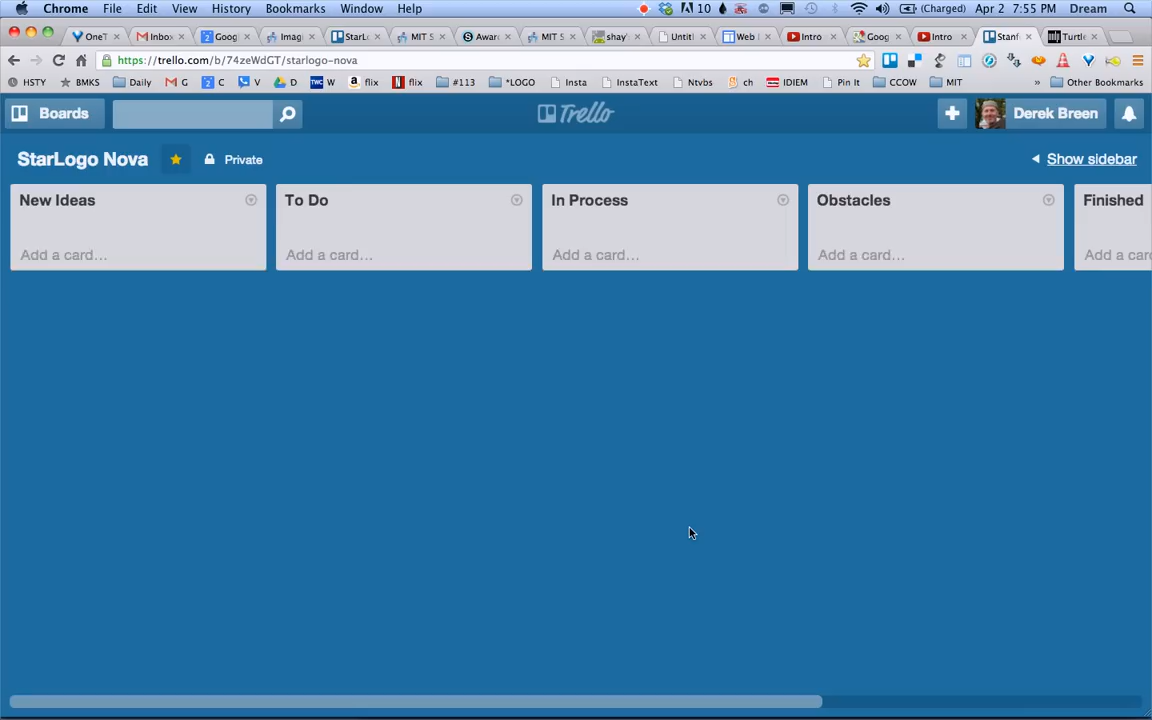 Chrome File Edit View History Bookmarks Window Help 10 (Charged) Apr 2 7:55 PM Dream
OneT Inbox Goog Imagi StarLo MIT S Awar MIT S shay' Untitl Web Intro Goog Intro Stanf Turtle
https://trello.com/b/74zeWdGT/starlogo-nova
HSTY BMKS Daily G C V D W flix flix #113 *LOGO Insta InstaText Ntvbs ch IDIEM Pin It CCOW MIT » Other Bookmarks
Boards Trello Derek Breen
StarLogo Nova Private Show sidebar
New Ideas To Do In Process Obstacles Finished
Add a card... Add a card... Add a card... Add a card... Add a car